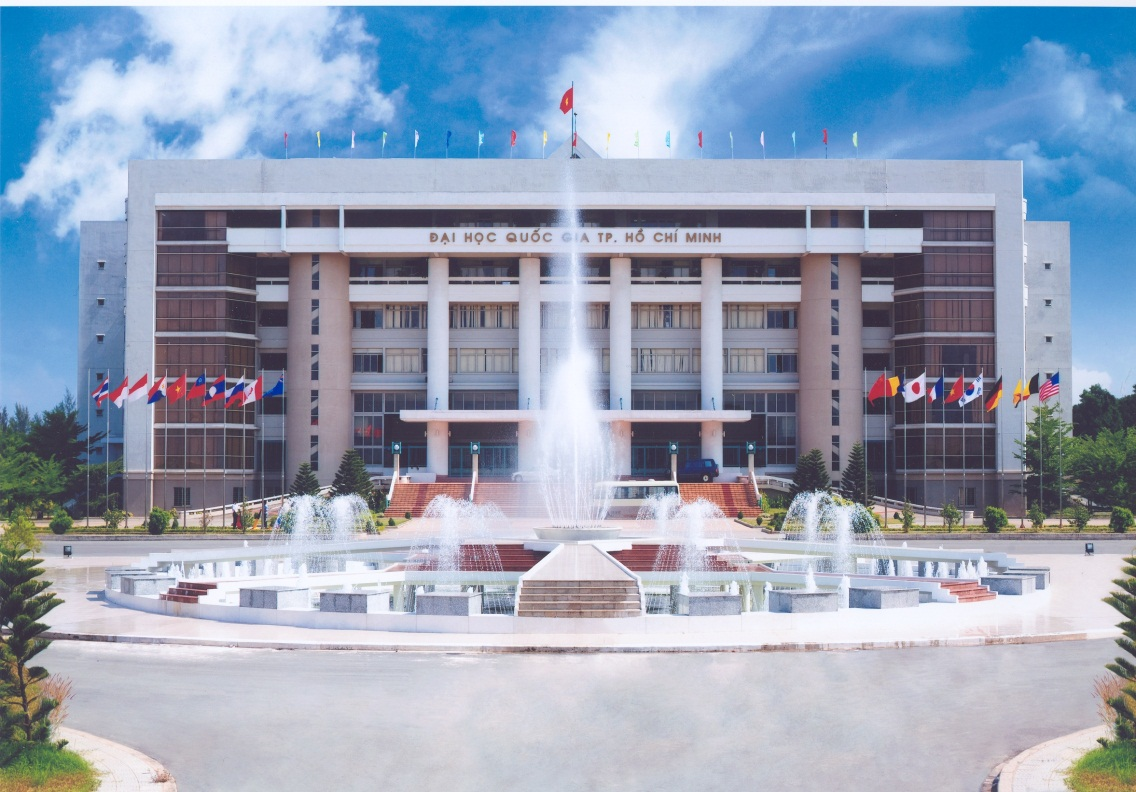 ĐẠI HỌC QUỐC GIA TP. HỒ CHÍ MINH